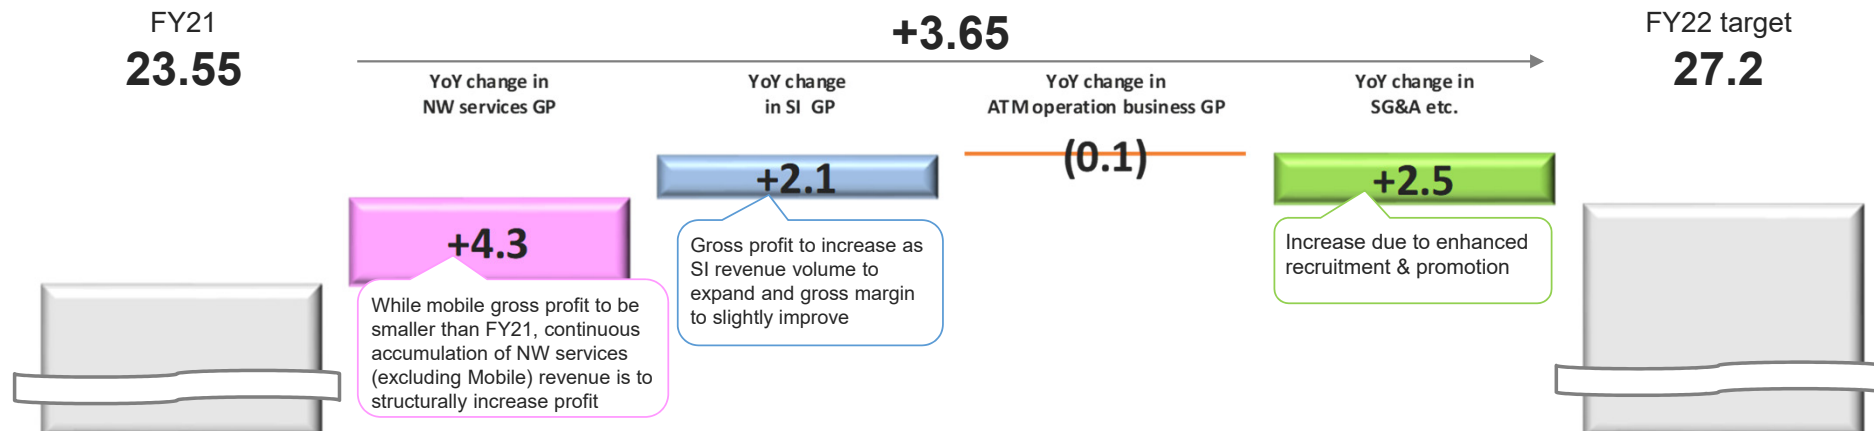 FY21
23.55
+3.65
FY22 target
27.2
YoY change in
NW services GP
YoY change
in SI GP
YoY change in
ATM operation business GP
YoY change in
SG&A etc.
+4.3
While mobile gross profit to be
smaller than FY21, continuous
accumulation of NW services
(excluding Mobile) revenue is to
structurally increase profit
+2.1
Gross profit to increase as
SI revenue volume to
expand and gross margin
to slightly improve
(0.1)
+2.5
Increase due to enhanced
recruitment & promotion